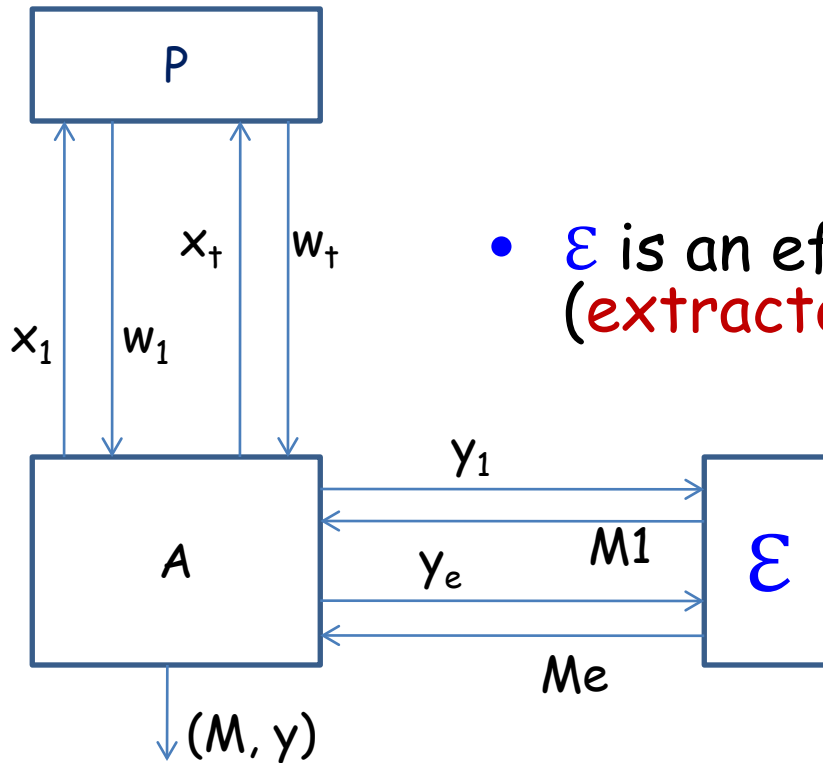 P
xₜ
wₜ
x₁
w₁
• Ɛ is an ef
(extracto
y₁
M1
A
Ɛ
yₑ
Me
(M, y)